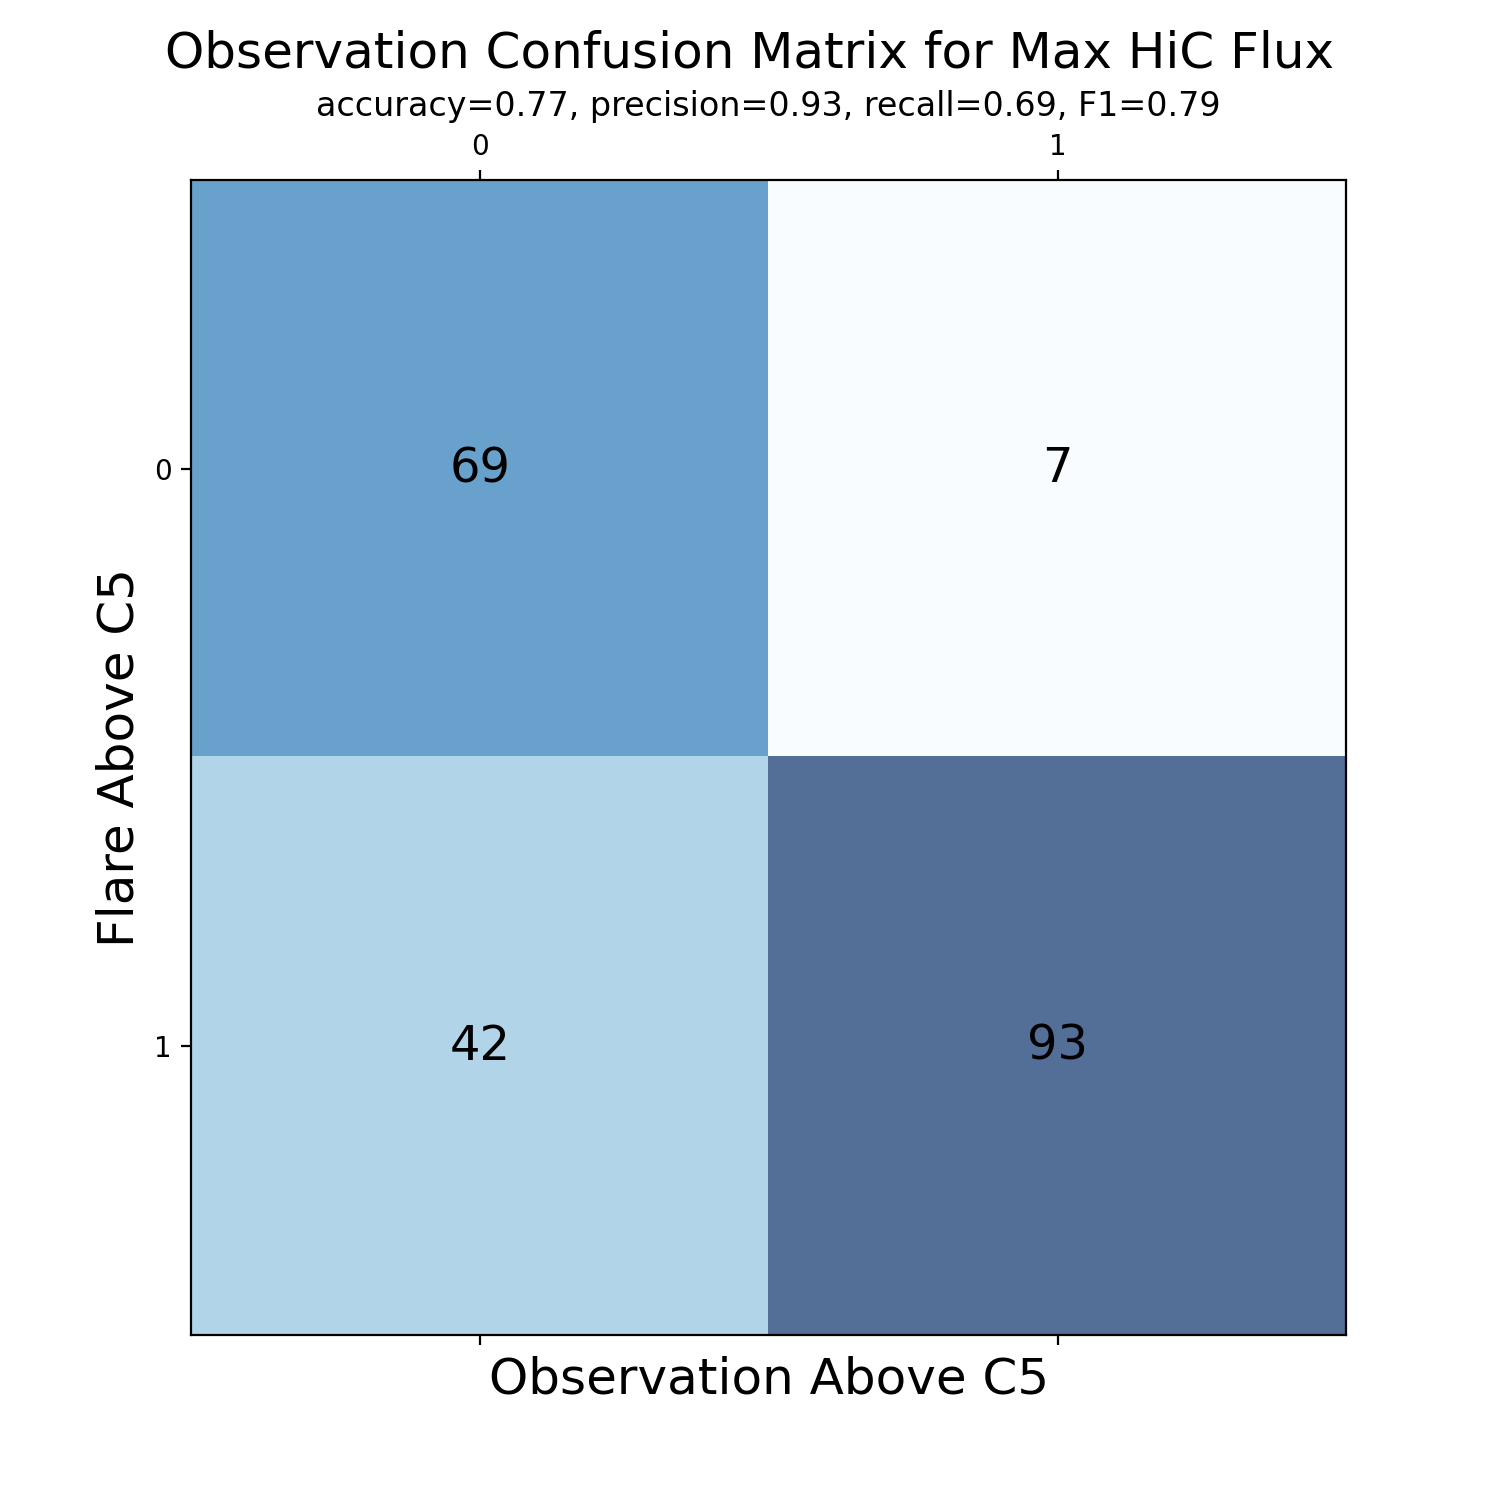 Observation Confusion Matrix for Max HiC Flux
accuracy=0.77, precision=0.93, recall=0.69, F1=0.79
0 1
0 69 7
Flare Above C5
1 42 93
Observation Above C5